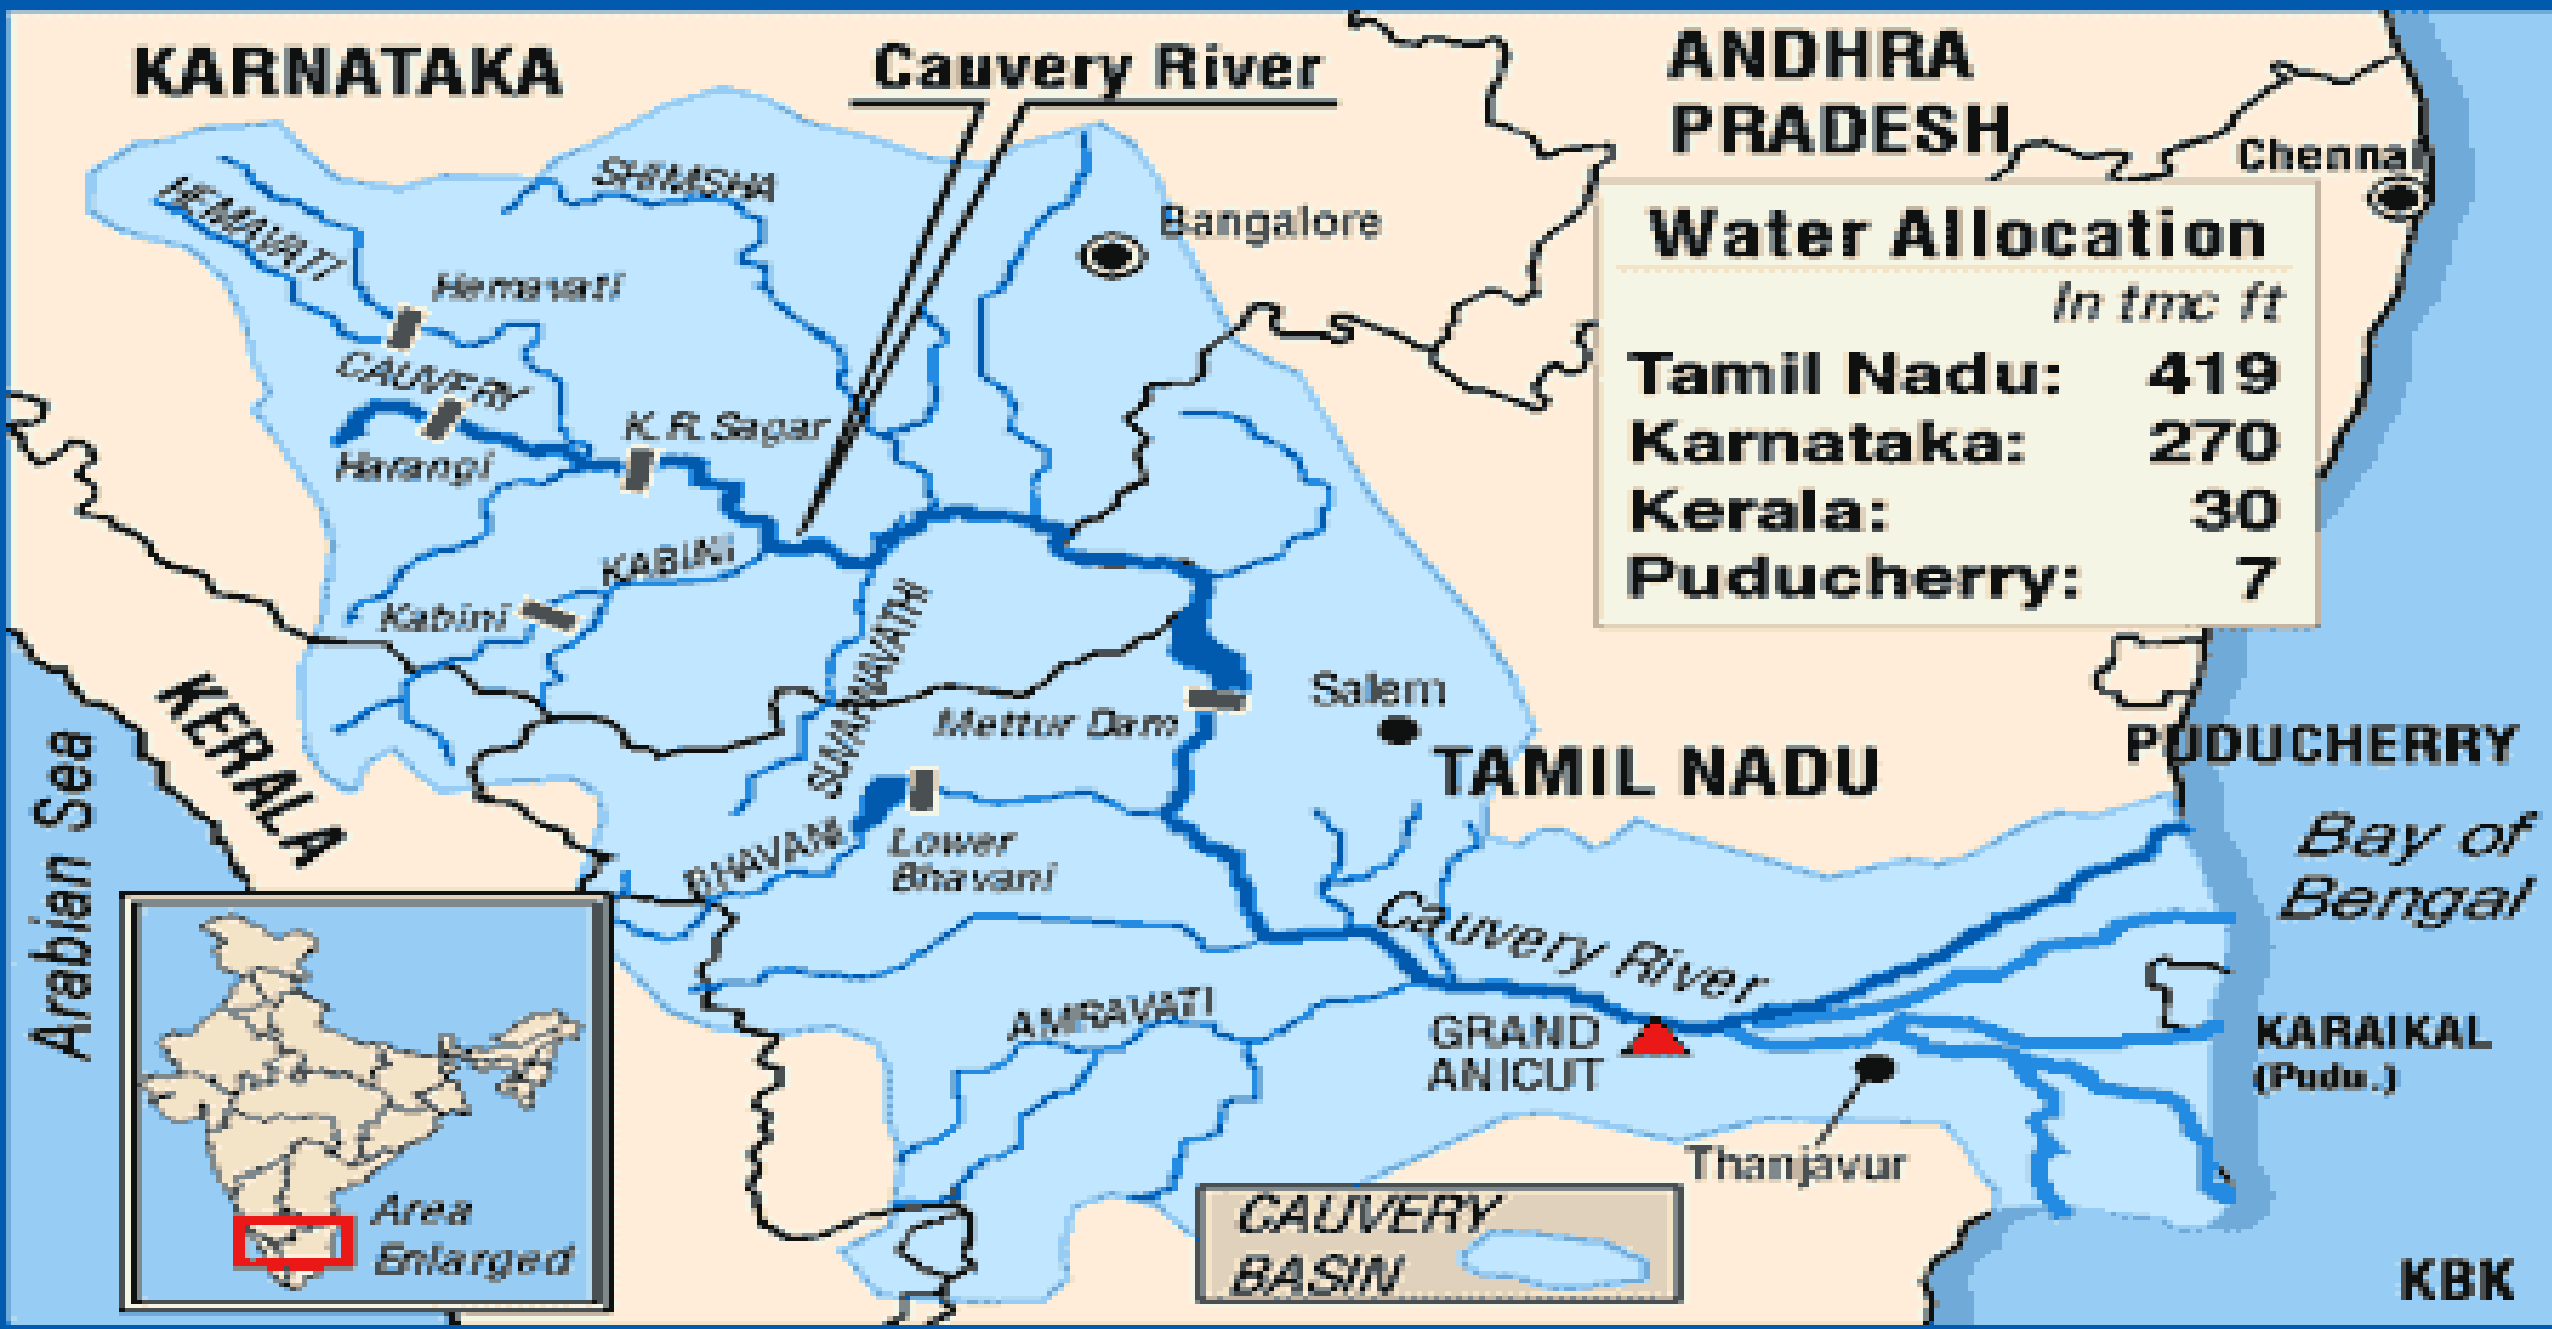 KARNATAKA
Cauvery River
ANDHRA
PRADESH
Chennai
SHIMSHA
HEMAVATI
Bangalore
Hemavati
Water Allocation
In tmc ft
Tamil Nadu: 419
Karnataka: 270
Kerala: 30
Puducherry: 7
CAUVERY
K. R. Sagar
Harangi
KABINI
Kabini
SUVARNAVATHI
KERALA
Arabian Sea
Mettur Dam
Salem
TAMIL NADU
PUDUCHERRY
BHAVANI
Lower
Bhavani
Bay of
Bengal
Cauvery River
AMRAVATI
GRAND
ANICUT
KARAIKAL
(Pudu.)
Thanjavur
Area
Enlarged
CAUVERY
BASIN
KBK